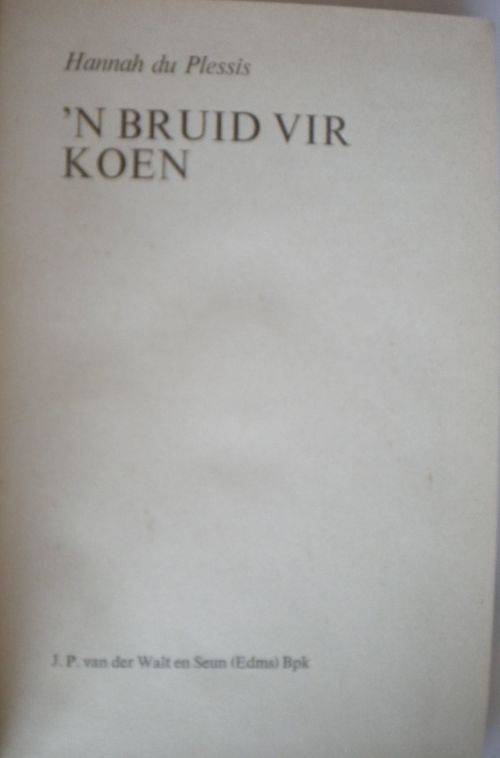 Hannah du Plessis
'N BRUID VIR
KOEN
J. P. van der Walt en Seun (Edms) Bpk